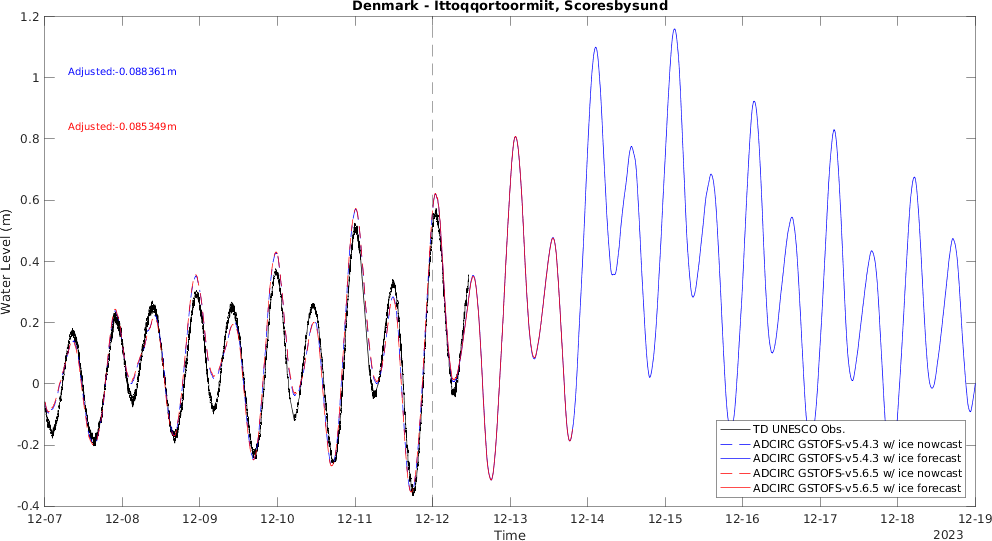 Denmark - Ittoqqortoormiit, Scoresbysund
1.2
1
0.8
0.6
0.4
0.2
0
-0.2
-0.4
Water Level (m)
Adjusted:-0.088361m
Adjusted:-0.085349m
TD UNESCO Obs.
ADCIRC GSTOFS-v5.4.3 w/ ice nowcast
ADCIRC GSTOFS-v5.4.3 w/ ice forecast
ADCIRC GSTOFS-v5.6.5 w/ ice nowcast
ADCIRC GSTOFS-v5.6.5 w/ ice forecast
12-07 12-08 12-09 12-10 12-11 12-12 12-13 12-14 12-15 12-16 12-17 12-18 12-19
Time
2023